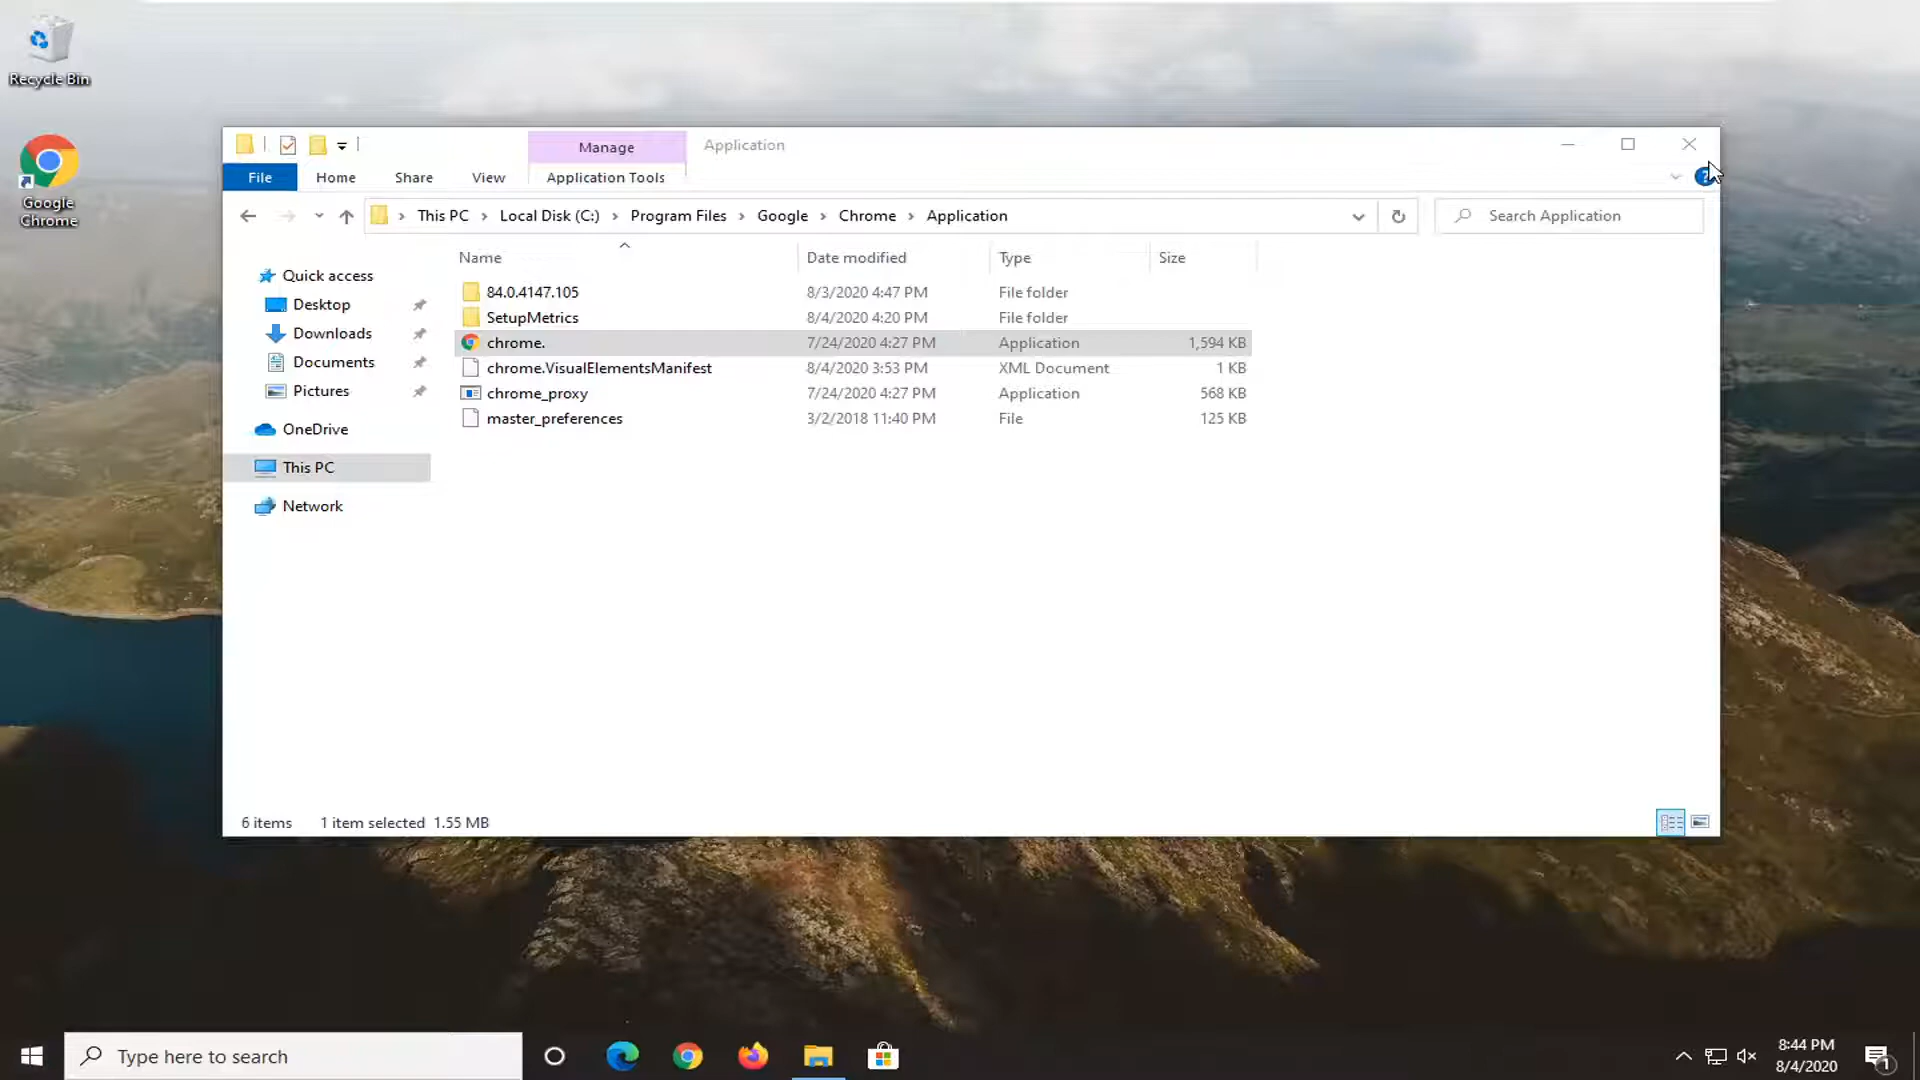 Recycle Bin
Google
Chrome
Manage
Application
File
Home
Share
View
Application Tools
This PC
Local Disk (C:)
Program Files
Google
Chrome
Application
Search Application
Name
Date modified
Type
Size
Quick access
Desktop
Downloads
Documents
Pictures
OneDrive
This PC
Network
84.0.4147.105 8/3/2020 4:47 PM File folder
SetupMetrics 8/4/2020 4:20 PM File folder
chrome. 7/24/2020 4:27 PM Application 1,594 KB
chrome.VisualElementsManifest 8/4/2020 3:53 PM XML Document 1 KB
chrome_proxy 7/24/2020 4:27 PM Application 568 KB
master_preferences 3/2/2018 11:40 PM File 125 KB
6 items 1 item selected 1.55 MB
Type here to search
8:44 PM
8/4/2020
1